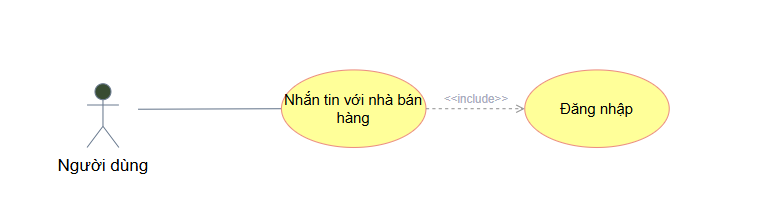 Nhắn tin với nhà bán
hàng
<<include>>
Đăng nhập
Người dùng